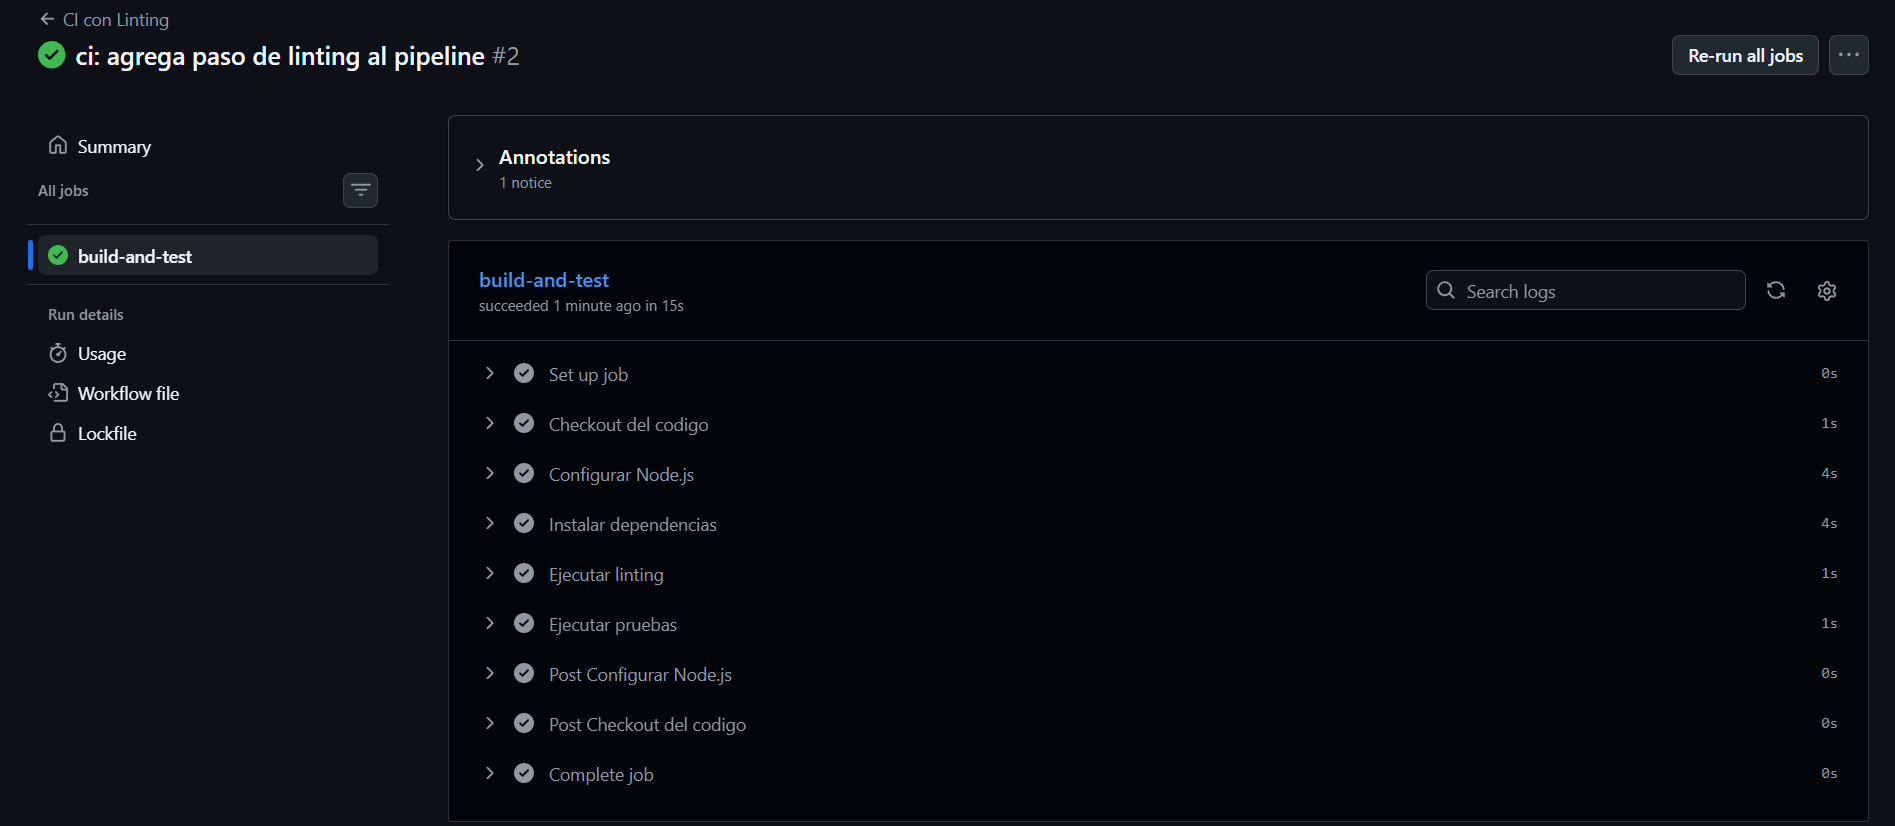 CI con Linting
ci: agrega paso de linting al pipeline #2
Re-run all jobs
Summary
All jobs
build-and-test
Run details
Usage
Workflow file
Lockfile
Annotations
1 notice
build-and-test
succeeded 1 minute ago in 15s
Search logs
Set up job 0s
Checkout del codigo 1s
Configurar Node.js 4s
Instalar dependencias 4s
Ejecutar linting 1s
Ejecutar pruebas 1s
Post Configurar Node.js 0s
Post Checkout del codigo 0s
Complete job 0s